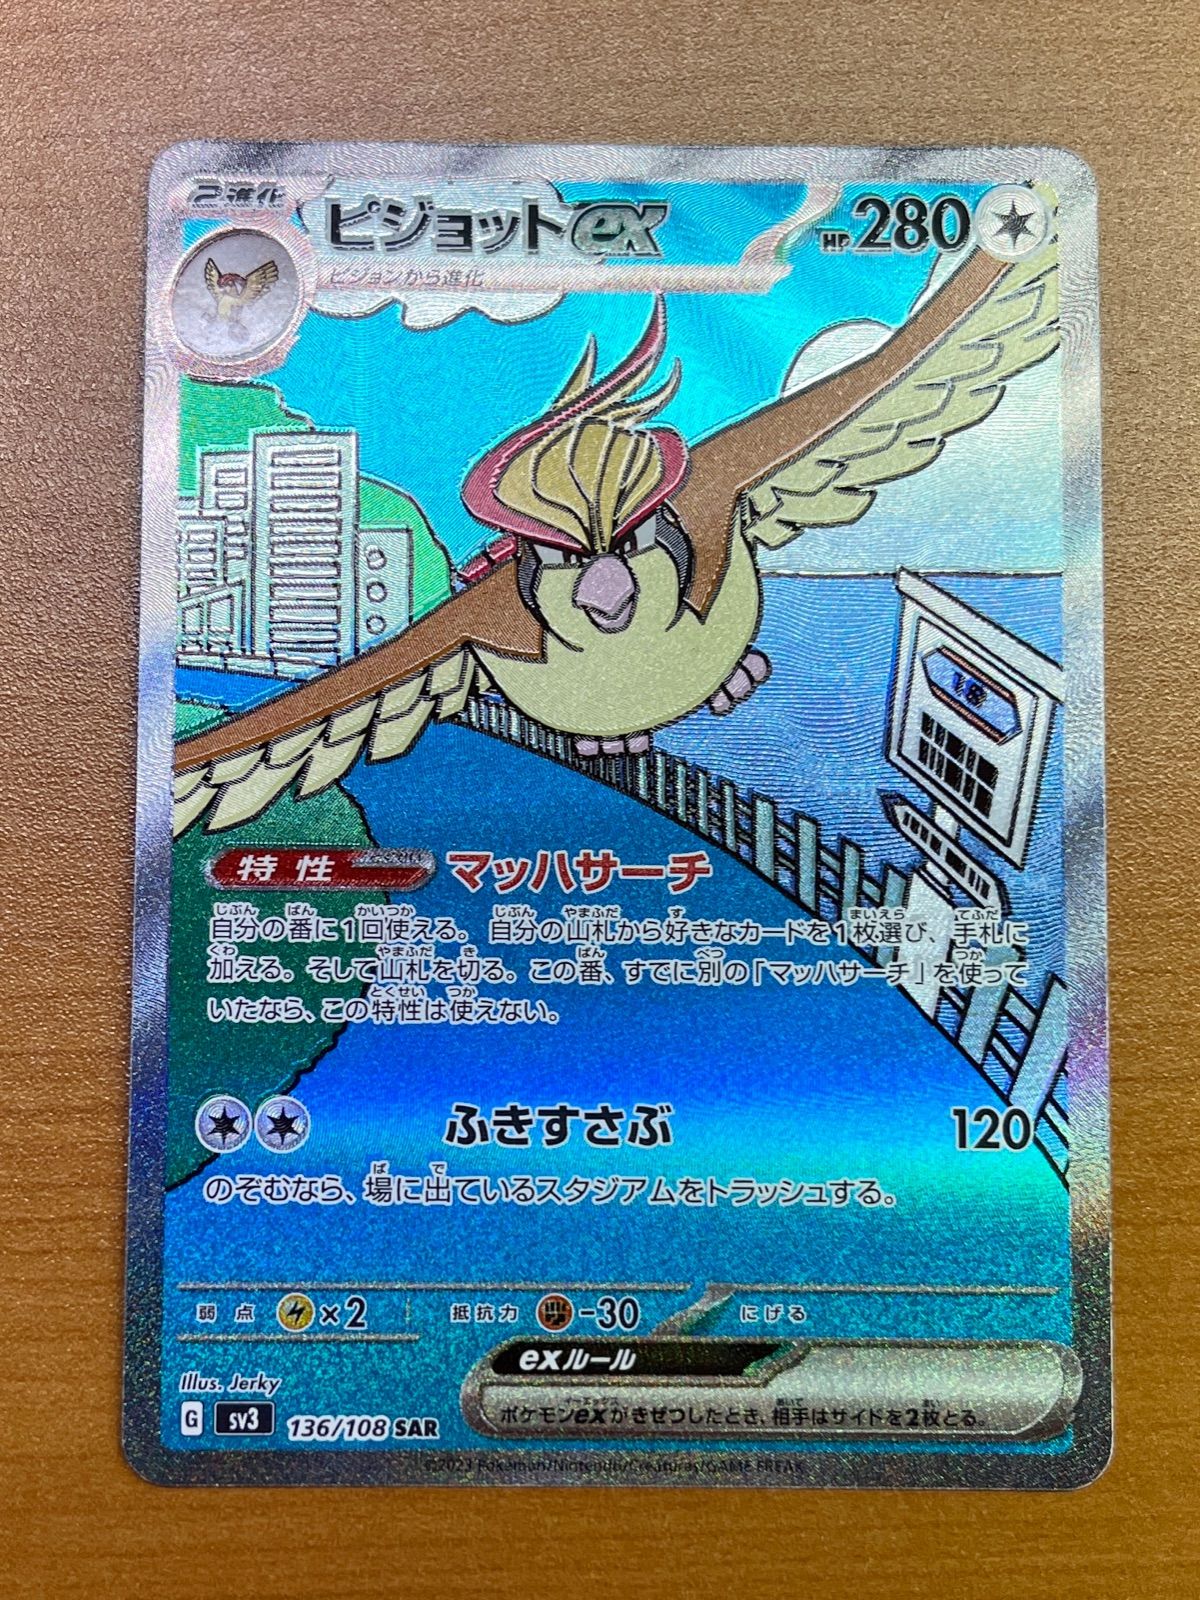 2進化
ピジョットex
HP 280
ピジョンから進化
18
特性 マッハサーチ
自分の番に1回使える。自分の山札から好きなカードを1枚選び、手札に
加える。そして山札を切る。この番、すでに別の「マッハサーチ」を使って
いたなら、この特性は使えない。
ふきすさぶ 120
のぞむなら、場に出ているスタジアムをトラッシュする。
弱点 ×2 抵抗力 -30 にげる
exルール
ポケモンexがきぜつしたとき、相手はサイドを2枚とる。
Illus. Jerky
G SV3 136/108 SAR
©2023 Pokémon/Nintendo/Creatures/GAME FREAK